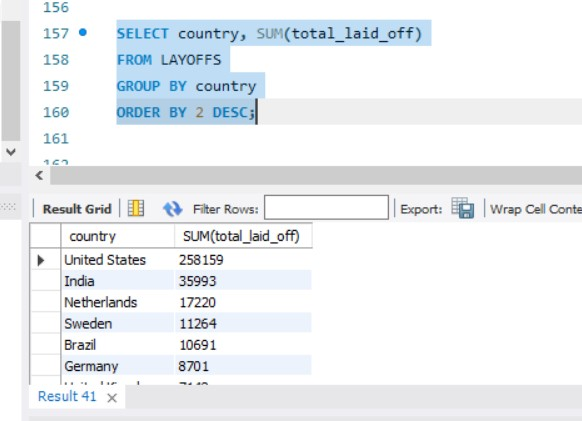 156
157 SELECT country, SUM(total_laid_off)
158 FROM LAYOFFS
159 GROUP BY country
160 ORDER BY 2 DESC;
161
162
Result Grid Filter Rows: Export: Wrap Cell Conte
country SUM(total_laid_off)
United States 258159
India 35993
Netherlands 17220
Sweden 11264
Brazil 10691
Germany 8701
Result 41 ×